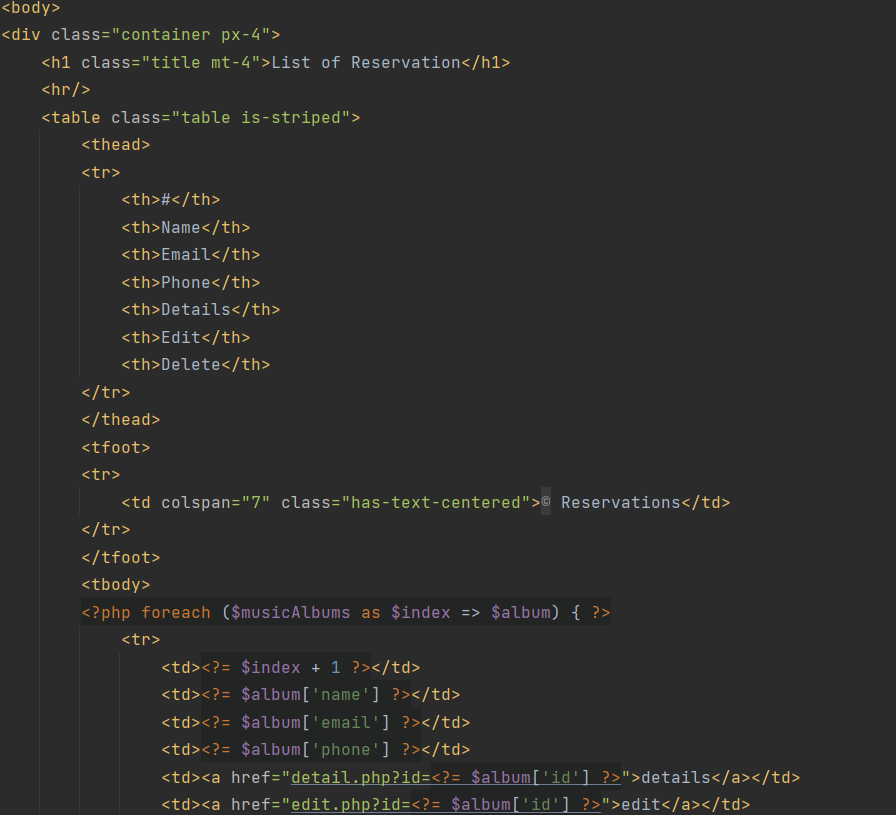 <body>
<div class="container px-4">
    <h1 class="title mt-4">List of Reservation</h1>
    <hr/>
    <table class="table is-striped">
        <thead>
        <tr>
            <th>#</th>
            <th>Name</th>
            <th>Email</th>
            <th>Phone</th>
            <th>Details</th>
            <th>Edit</th>
            <th>Delete</th>
        </tr>
        </thead>
        <tfoot>
        <tr>
            <td colspan="7" class="has-text-centered">© Reservations</td>
        </tr>
        </tfoot>
        <tbody>
        <?php foreach ($musicAlbums as $index => $album) { ?>
            <tr>
                <td><?= $index + 1 ?></td>
                <td><?= $album['name'] ?></td>
                <td><?= $album['email'] ?></td>
                <td><?= $album['phone'] ?></td>
                <td><a href="detail.php?id=<?= $album['id'] ?>">details</a></td>
                <td><a href="edit.php?id=<?= $album['id'] ?>">edit</a></td>